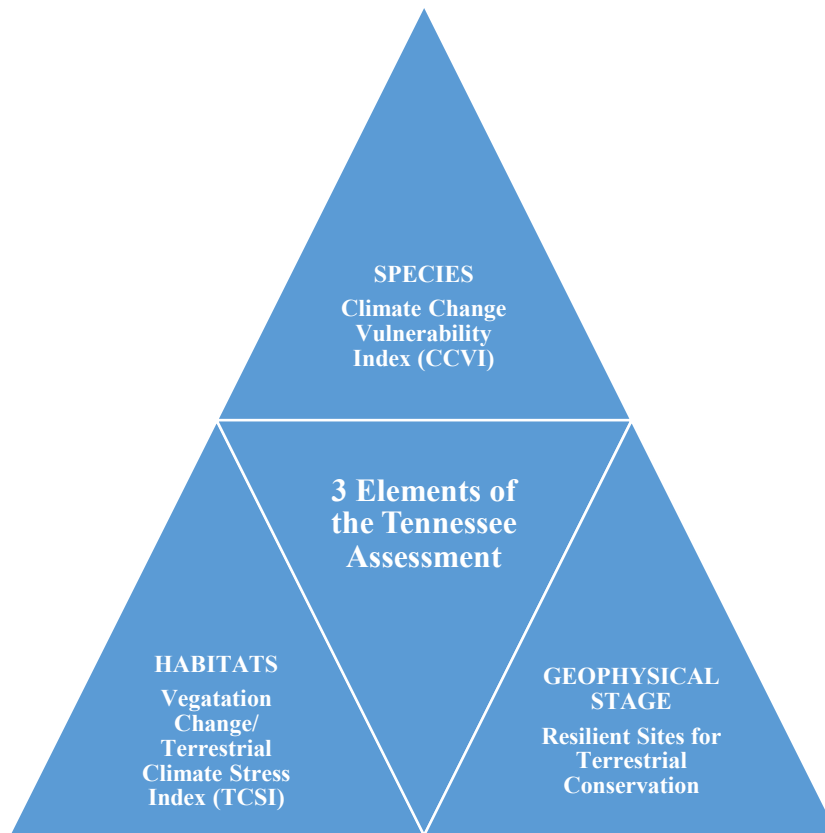 SPECIES
Climate Change
Vulnerability
Index (CCVI)
3 Elements of
the Tennessee
Assessment
HABITATS
Vegatation
Change/
Terrestrial
Climate Stress
Index (TCSI)
GEOPHYSICAL
STAGE
Resilient Sites for
Terrestrial
Conservation